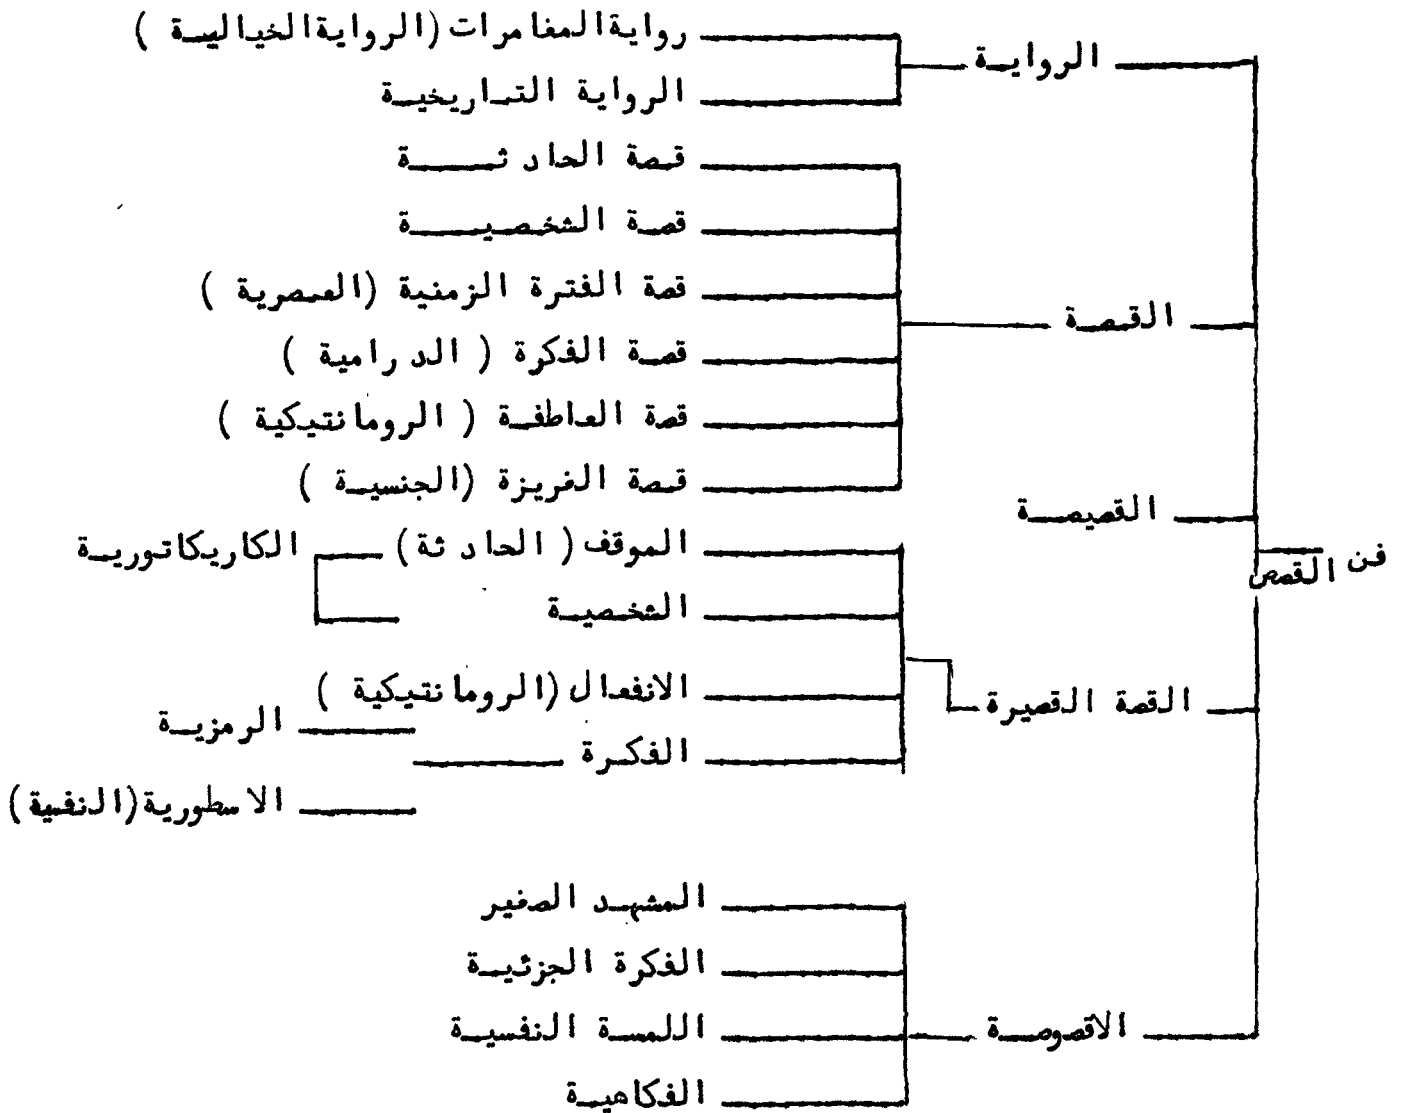 فن القصص
الرواية
رواية المغامرات (الرواية الخيالية)
الرواية التاريخية
القصة
قصة الحادثة
قصة الشخصية
قصة الفترة الزمنية (العصرية)
قصة الفكرة (الدرامية)
قصة العاطفة (الرومانتيكية)
قصة الغريزة (الجنسية)
القصيصة
القصة القصيرة
الموقف (الحادثة)
الشخصية
الكاريكاتورية
الانفعال (الرومانتيكية)
الفكرة
الرمزية
الاسطورية (النفسية)
الاقصوصة
المشهد الصغير
الفكرة الجزئية
اللمسة النفسية
الفكاهية